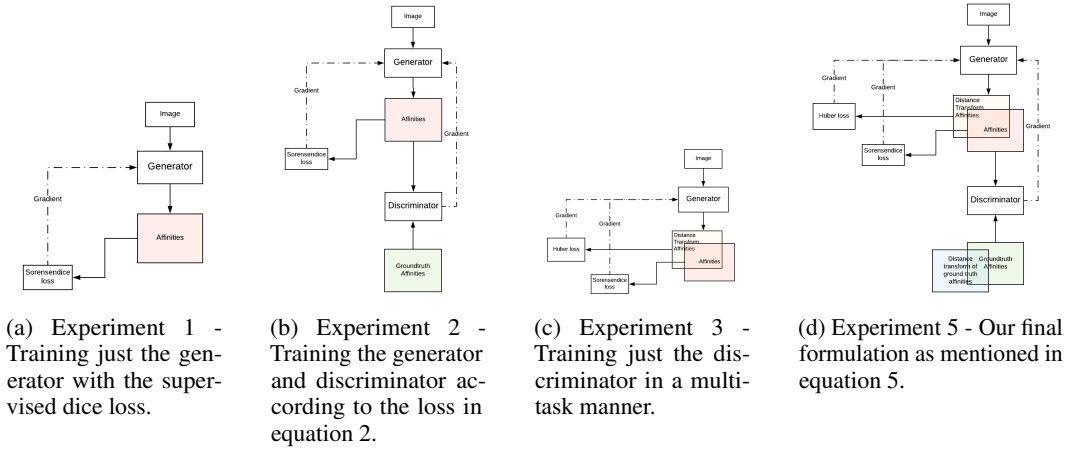 Image
Generator
Gradient
Affinities
Sorensendice
loss
(a) Experiment 1 -
Training just the gen-
erator with the super-
vised dice loss.
Image
Generator
Gradient
Affinities
Gradient
Sorensendice
loss
Discriminator
Groundtruth
Affinities
(b) Experiment 2 -
Training the generator
and discriminator ac-
cording to the loss in
equation 2.
Image
Generator
Gradient
Gradient
Distance
Transform
Affinities
Huber loss
Affinities
Sorensendice
loss
(c) Experiment 3 -
Training just the dis-
criminator in a multi-
task manner.
Image
Generator
Gradient
Distance
Transform
Affinities
Huber loss
Affinities
Gradient
Sorensendice
loss
Discriminator
Distance
transform of
ground truth
affinities
Groundtruth
Affinities
(d) Experiment 5 - Our final
formulation as mentioned in
equation 5.